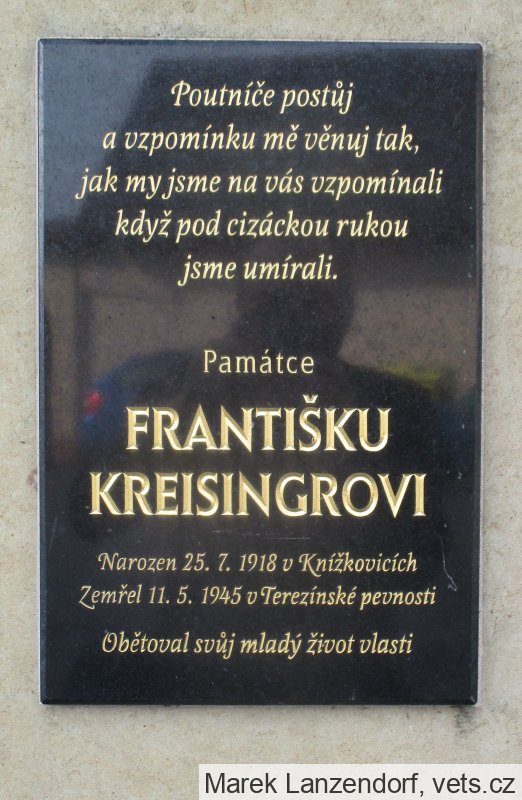 Poutníče postůj
a vzpomínku mě věnuj tak,
jak my jsme na vás vzpomínali
když pod cizáckou rukou
jsme umírali.
Památce
FRANTIŠKU
KREISINGROVI
Narozen 25. 7. 1918 v Knížkovicích
Zemřel 11. 5. 1945 v Terezínské pevnosti
Obětoval svůj mladý život vlasti
Marek Lanzendorf, vets.cz